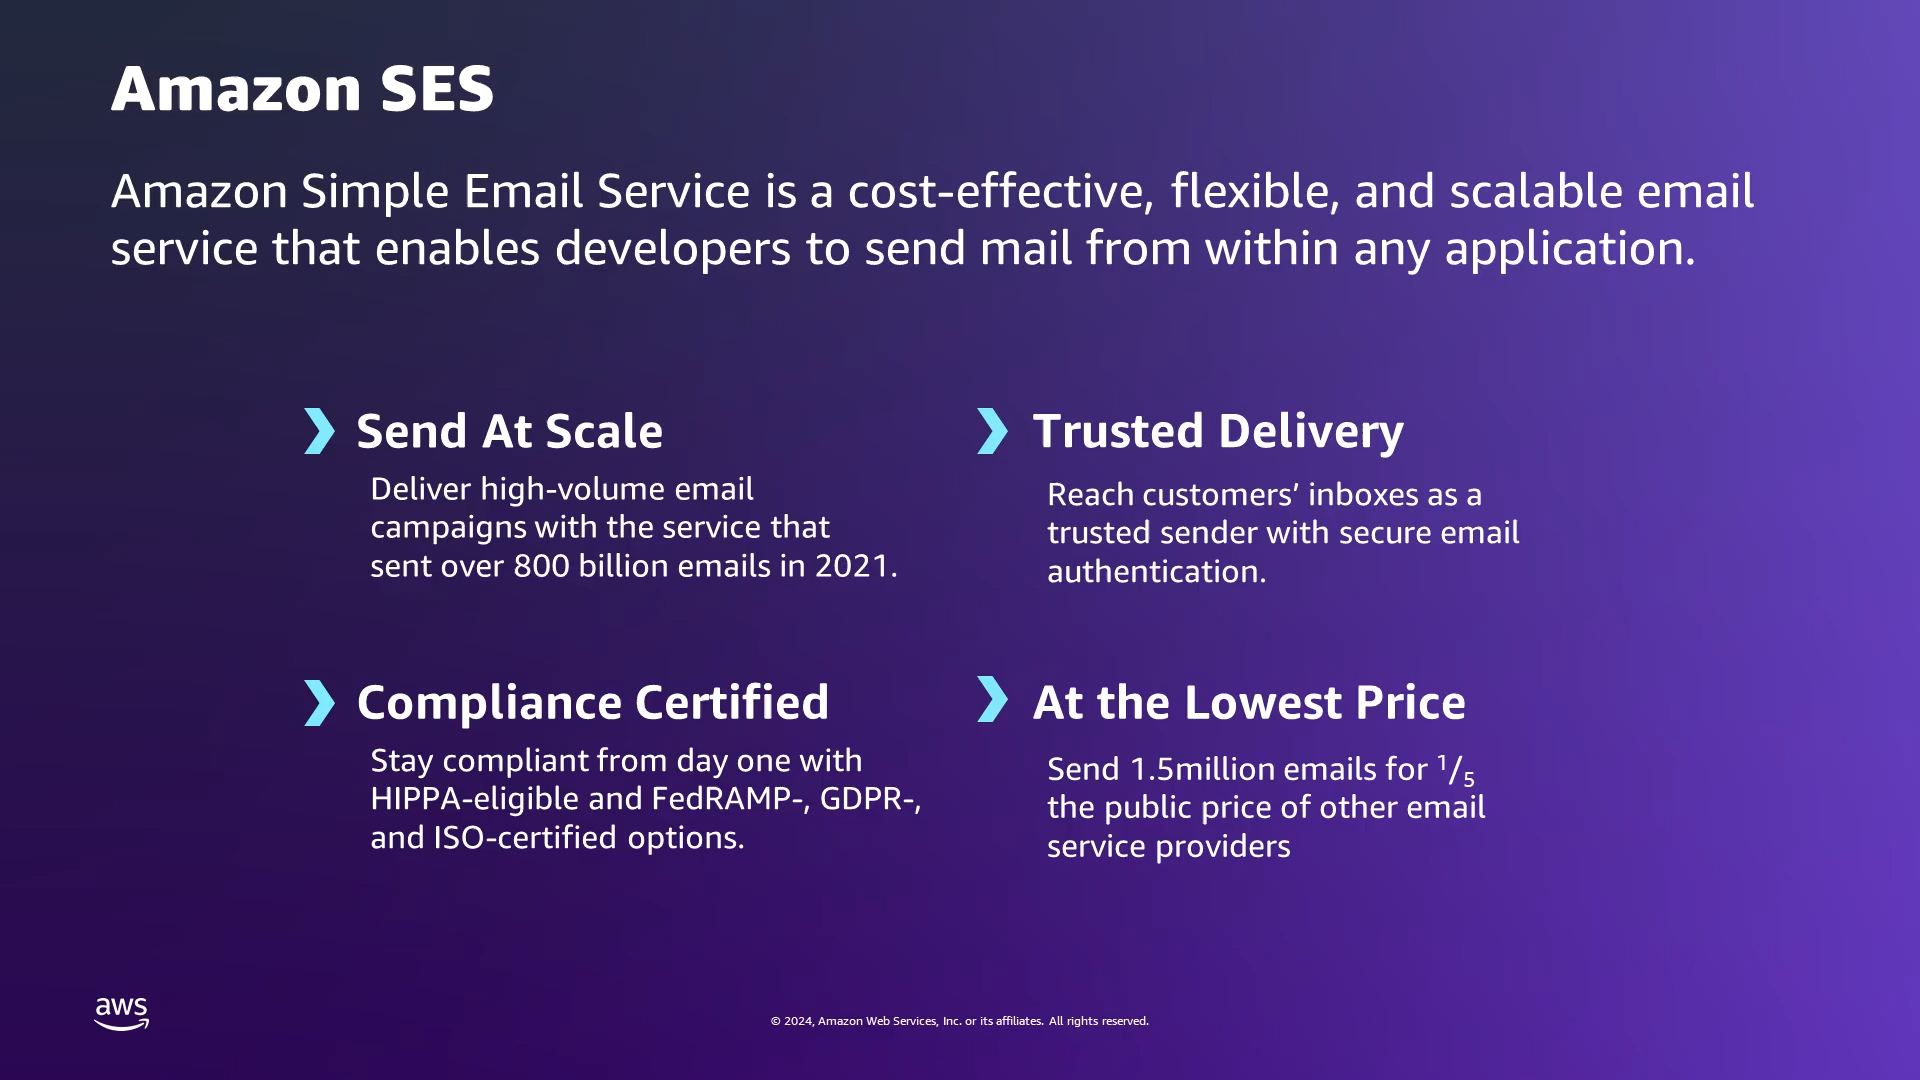 Amazon SES
Amazon Simple Email Service is a cost-effective, flexible, and scalable email
service that enables developers to send mail from within any application.
Send At Scale
Deliver high-volume email
campaigns with the service that
sent over 800 billion emails in 2021.
Trusted Delivery
Reach customers’ inboxes as a
trusted sender with secure email
authentication.
Compliance Certified
Stay compliant from day one with
HIPPA-eligible and FedRAMP-, GDPR-,
and ISO-certified options.
At the Lowest Price
Send 1.5million emails for 1/5
the public price of other email
service providers
aws
© 2024, Amazon Web Services, Inc. or its affiliates. All rights reserved.